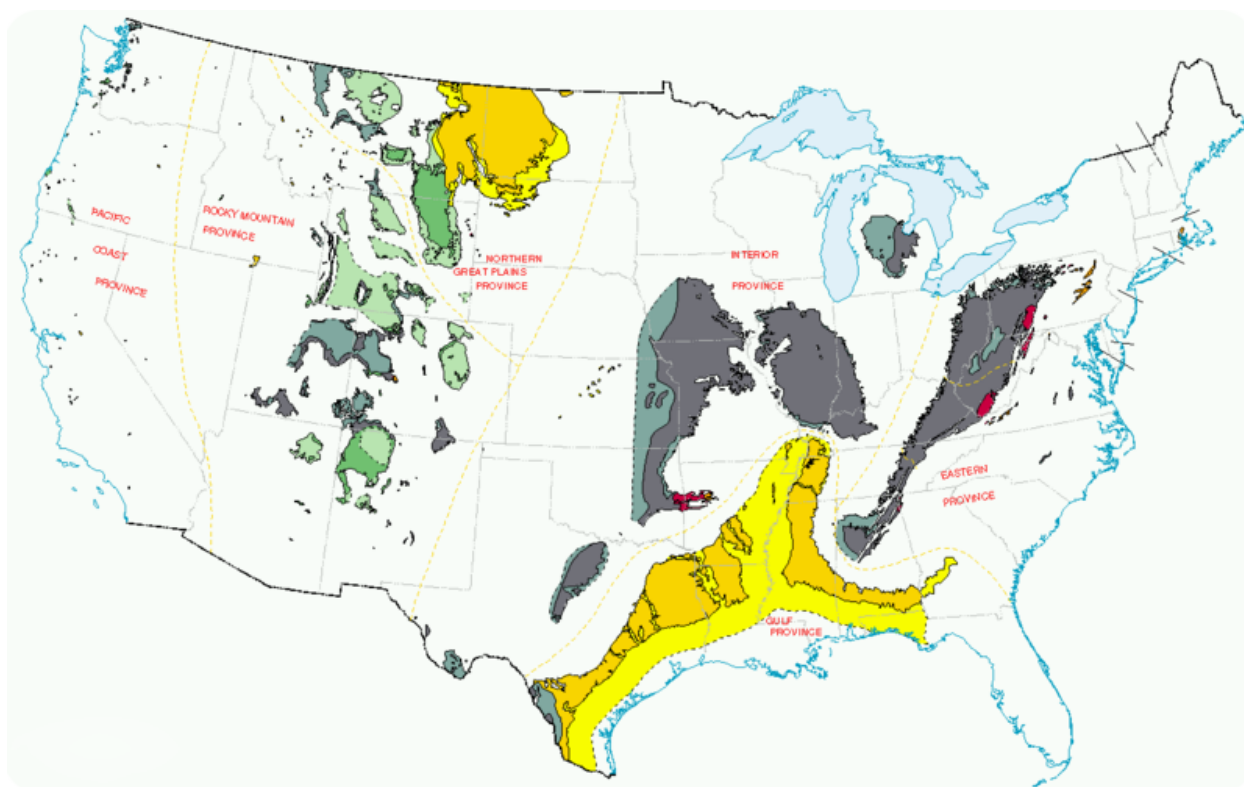 PACIFIC
COAST
PROVINCE
ROCKY MOUNTAIN
PROVINCE
NORTHERN
GREAT PLAINS
PROVINCE
INTERIOR
PROVINCE
EASTERN
PROVINCE
GULF
PROVINCE